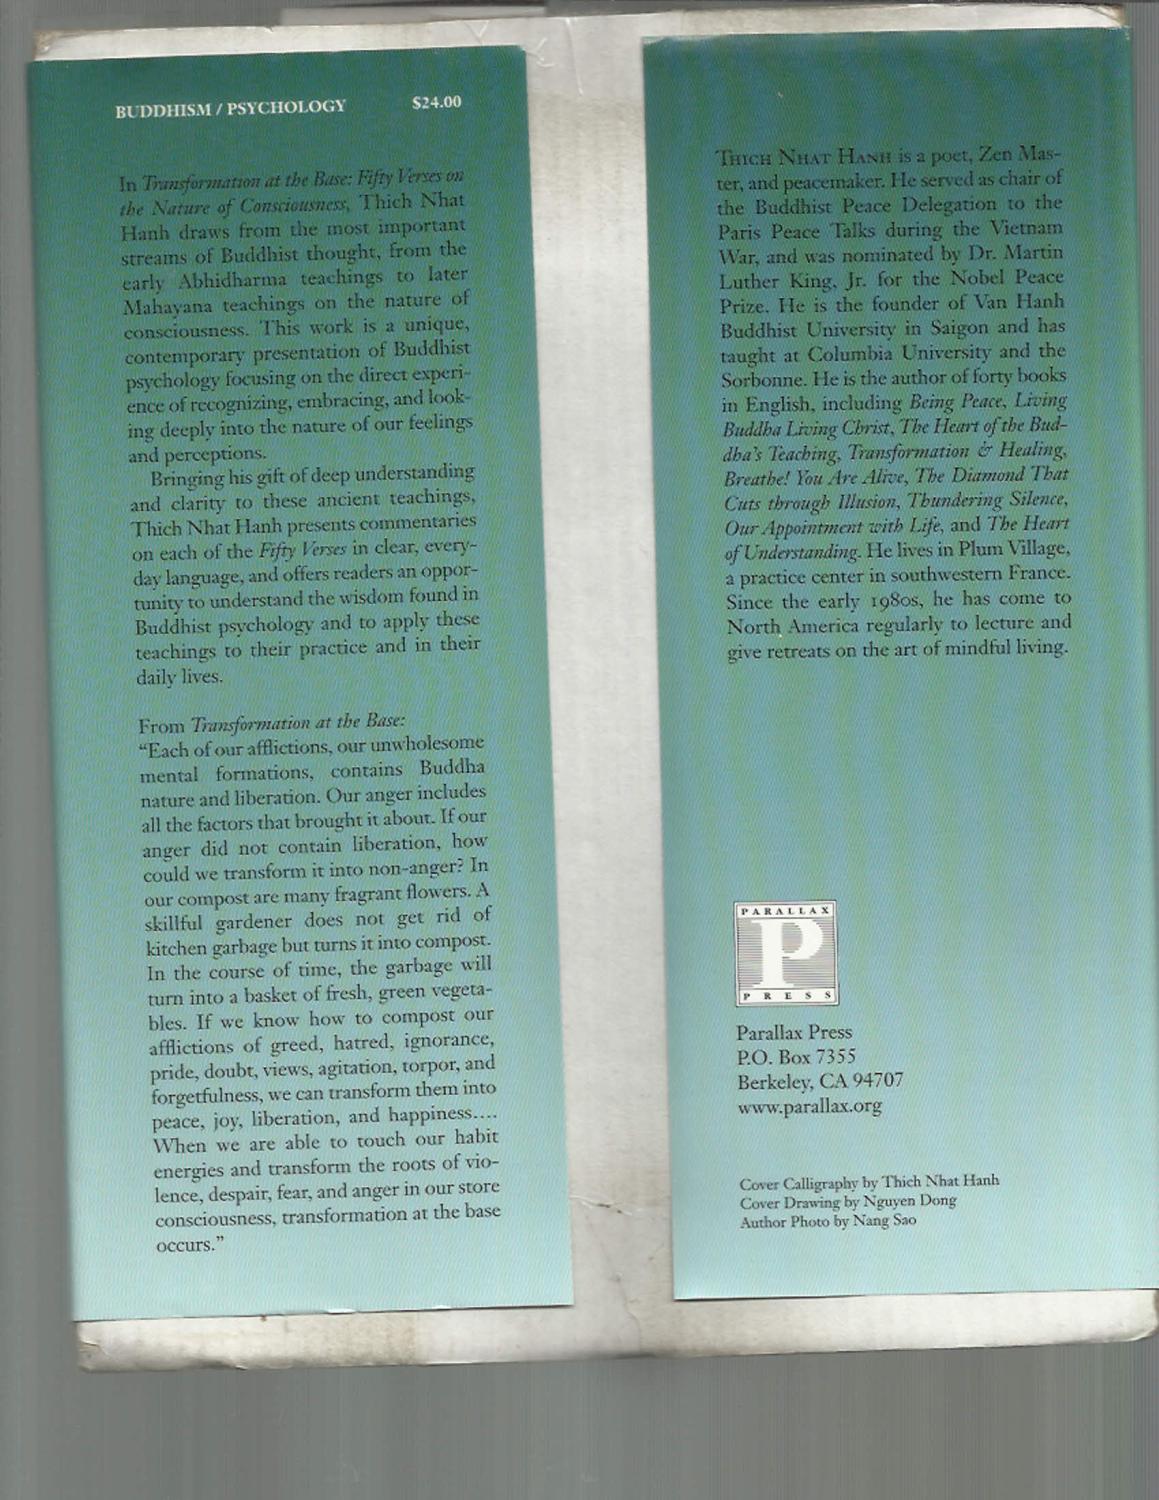 BUDDHISM / PSYCHOLOGY $24.00
In Transformation at the Base: Fifty Verses on
the Nature of Consciousness, Thich Nhat
Hanh draws from the most important
streams of Buddhist thought, from the
early Abhidharma teachings to later
Mahayana teachings on the nature of
consciousness. This work is a unique,
contemporary presentation of Buddhist
psychology focusing on the direct experi-
ence of recognizing, embracing, and look-
ing deeply into the nature of our feelings
and perceptions.
Bringing his gift of deep understanding
and clarity to these ancient teachings,
Thich Nhat Hanh presents commentaries
on each of the Fifty Verses in clear, every-
day language, and offers readers an oppor-
tunity to understand the wisdom found in
Buddhist psychology and to apply these
teachings to their practice and in their
daily lives.
From Transformation at the Base:
“Each of our afflictions, our unwholesome
mental formations, contains Buddha
nature and liberation. Our anger includes
all the factors that brought it about. If our
anger did not contain liberation, how
could we transform it into non-anger? In
our compost are many fragrant flowers. A
skillful gardener does not get rid of
kitchen garbage but turns it into compost.
In the course of time, the garbage will
turn into a basket of fresh, green vegeta-
bles. If we know how to compost our
afflictions of greed, hatred, ignorance,
pride, doubt, views, agitation, torpor, and
forgetfulness, we can transform them into
peace, joy, liberation, and happiness....
When we are able to touch our habit
energies and transform the roots of vio-
lence, despair, fear, and anger in our store
consciousness, transformation at the base
occurs.”
THICH NHAT HANH is a poet, Zen Mas-
ter, and peacemaker. He served as chair of
the Buddhist Peace Delegation to the
Paris Peace Talks during the Vietnam
War, and was nominated by Dr. Martin
Luther King, Jr. for the Nobel Peace
Prize. He is the founder of Van Hanh
Buddhist University in Saigon and has
taught at Columbia University and the
Sorbonne. He is the author of forty books
in English, including Being Peace, Living
Buddha Living Christ, The Heart of the Bud-
dha's Teaching, Transformation & Healing,
Breathe! You Are Alive, The Diamond That
Cuts through Illusion, Thundering Silence,
Our Appointment with Life, and The Heart
of Understanding. He lives in Plum Village,
a practice center in southwestern France.
Since the early 1980s, he has come to
North America regularly to lecture and
give retreats on the art of mindful living.
PARALLAX
P
PRESS
Parallax Press
P.O. Box 7355
Berkeley, CA 94707
www.parallax.org
Cover Calligraphy by Thich Nhat Hanh
Cover Drawing by Nguyen Dong
Author Photo by Nang Sao